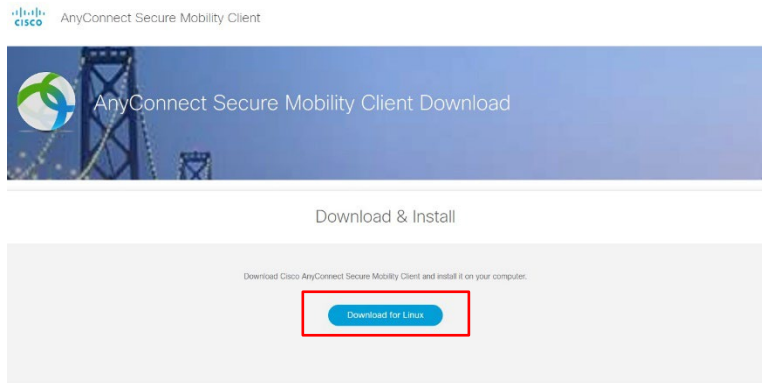 CISCO AnyConnect Secure Mobility Client
AnyConnect Secure Mobility Client Download
Download & Install
Download Cisco AnyConnect Secure Mobility Client and install it on your computer.
Download for Linux